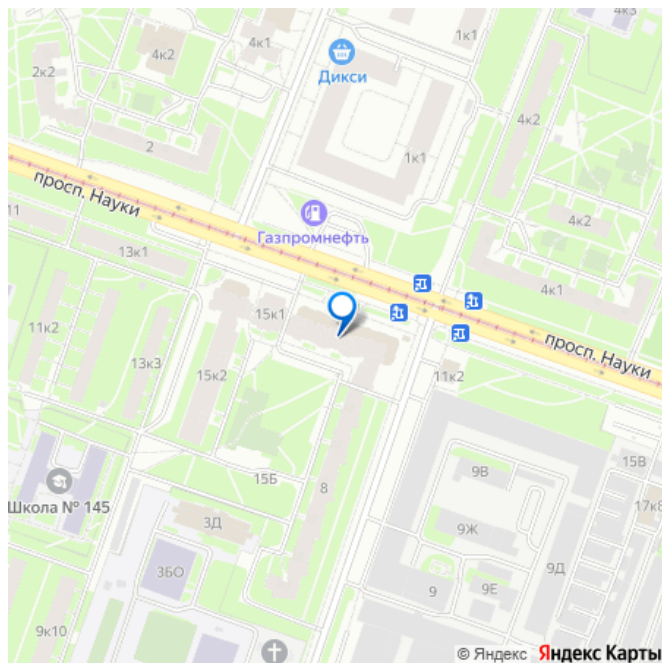 4к3
4к1
1к1
4к2
2к2
Дикси
4к2
2
1к1
просп. Науки
11
Газпромнефть
4к2
13к1
4к1
15к1
11к2
просп. Науки
13к3
15к2
11к2
15В
9В
15Б
8
Школа № 145
17к8
3Д
9Ж
3БО
9Д
9
9Е
9к10
© Яндекс Яндекс Карты